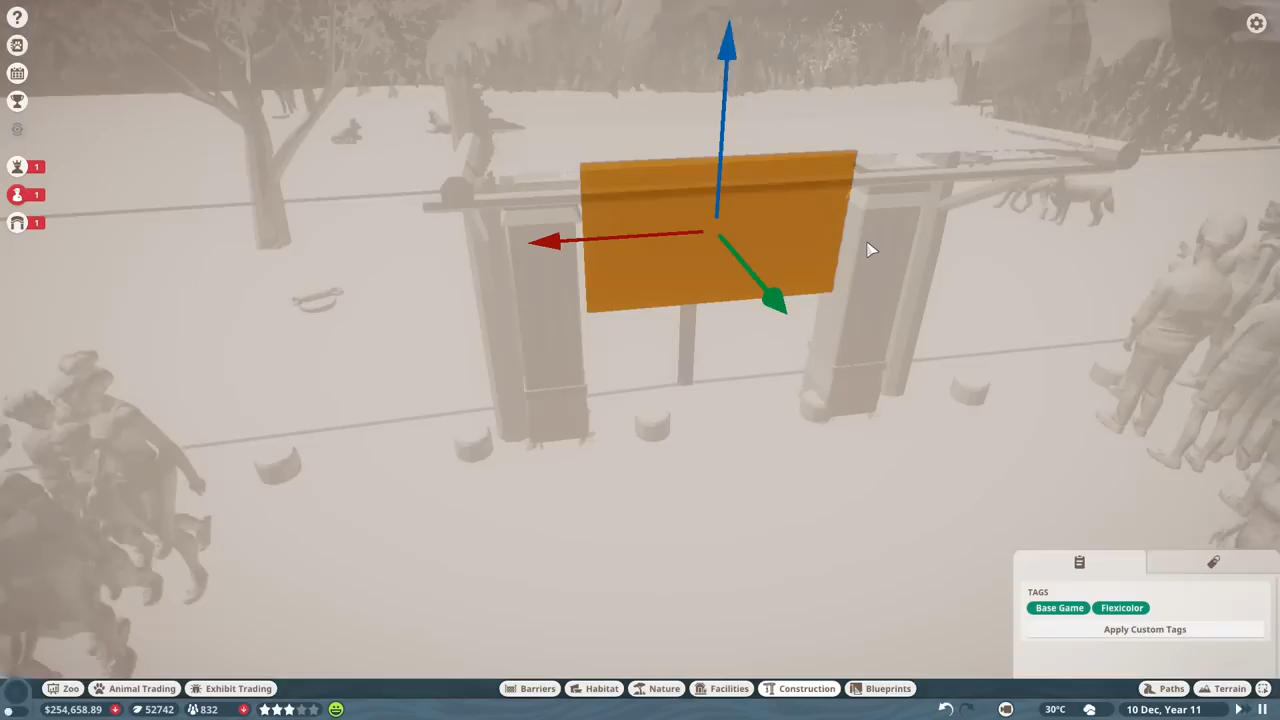 ?
1
1
1
TAGS
Base Game Flexicolor
Apply Custom Tags
Zoo Animal Trading Exhibit Trading Barriers Habitat Nature Facilities Construction Blueprints Paths Terrain
$254,658.89 52742 832 30°C 10 Dec, Year 11